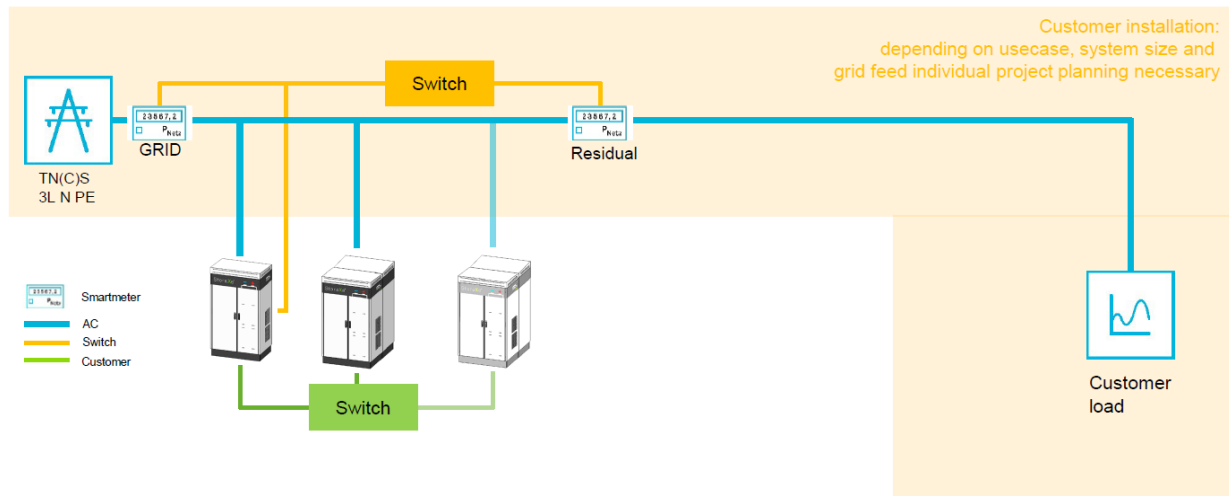 Customer installation:
depending on usecase, system size and
grid feed individual project planning necessary
Switch
23867,2
PNetz
GRID
23867,2
PNetz
Residual
TN(C)S
3L N PE
23867,2
PNetz
Smartmeter
AC
Switch
Customer
Switch
Customer
load